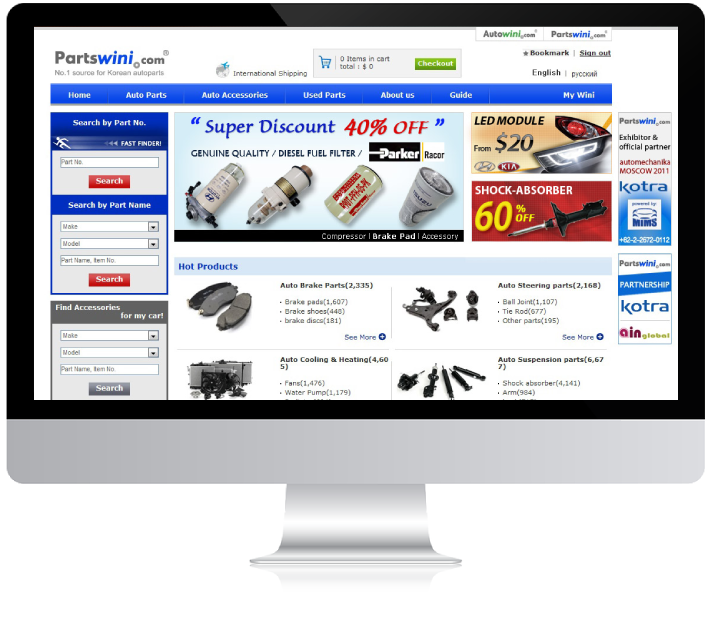 Autowini.com
Partswini.com
Partswini.com®
No.1 source for Korean autoparts
International Shipping
0 Items in cart
total : $ 0
Checkout
★Bookmark | Sign out
English | русский
Home Auto Parts Auto Accessories Used Parts About us Guide My Wini
Search by Part No.
FAST FINDER!
Part No.
Search
Search by Part Name
Make
Model
Part Name, Item No.
Search
Find Accessories
for my car!
Make
Model
Part Name, Item No.
Search
“ Super Discount 40% OFF ”
GENUINE QUALITY / DIESEL FUEL FILTER / Parker Racor
Compressor | Brake Pad | Accessory
LED MODULE
From $20
HYUNDAI KIA
SHOCK-ABSORBER
60% OFF
Partswini.com
Exhibitor &
official partner
automechanika
MOSCOW 2011
kotra
powered by:
MIMS
+82-2-2672-0112
Partswini.com
PARTNERSHIP
kotra
ain global
Hot Products
Auto Brake Parts(2,335)
Brake pads(1,607)
Brake shoes(448)
brake discs(181)
See More
Auto Steering parts(2,168)
Ball Joint(1,107)
Tie Rod(677)
Other parts(195)
See More
Auto Cooling & Heating(4,60
5)
Fans(1,476)
Water Pump(1,179)
Auto Suspension parts(6,67
7)
Shock absorber(4,141)
Arm(984)